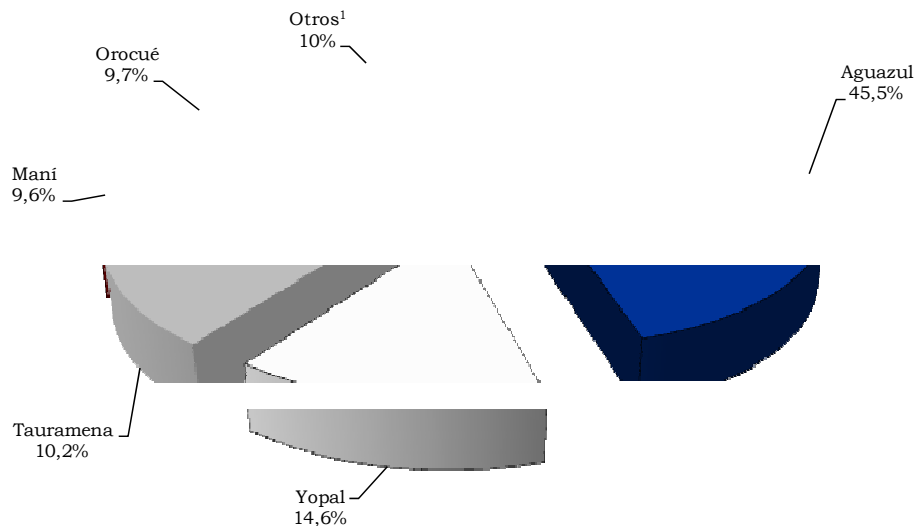 Otros¹
10%
Orocué
9,7%
Aguazul
45,5%
Maní
9,6%
Tauramena
10,2%
Yopal
14,6%